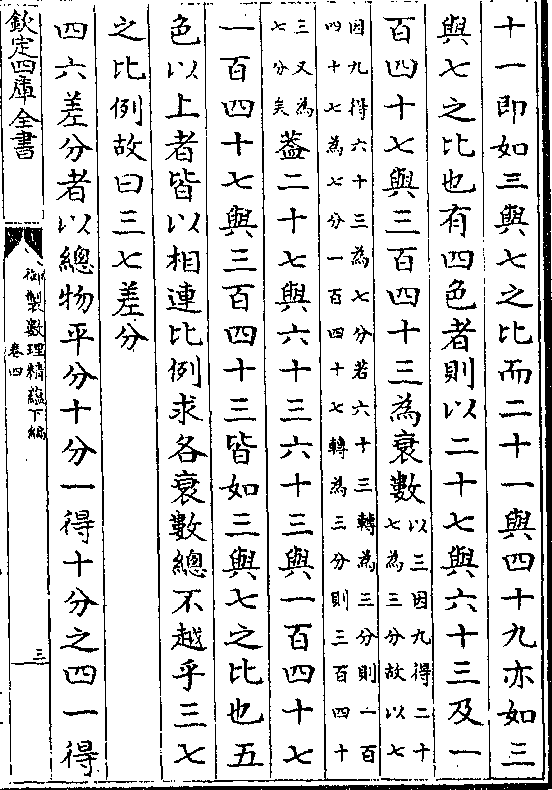 十一即如三與七之比而二十一與四十九亦如三
與七之比也有四色者則以二十七與六十三及一
百四十七與三百四十三為衰數
以三因九得二十
七為三分故以七
因九得六十三為七分若六十三轉為三分則一百
四十七為七分一百四十七轉為三分則三百四十
三又為
七分矣
葢二十七與六十三六十三與一百四十七
一百四十七與三百四十三皆如三與七之比也五
色以上者皆以相連比例求各衰數總不越乎三七
之比例故曰三七差分
四六差分者以總物平分十分一得十分之四一得
欽定四庫全書
御製數理精蘊下編
卷四
三